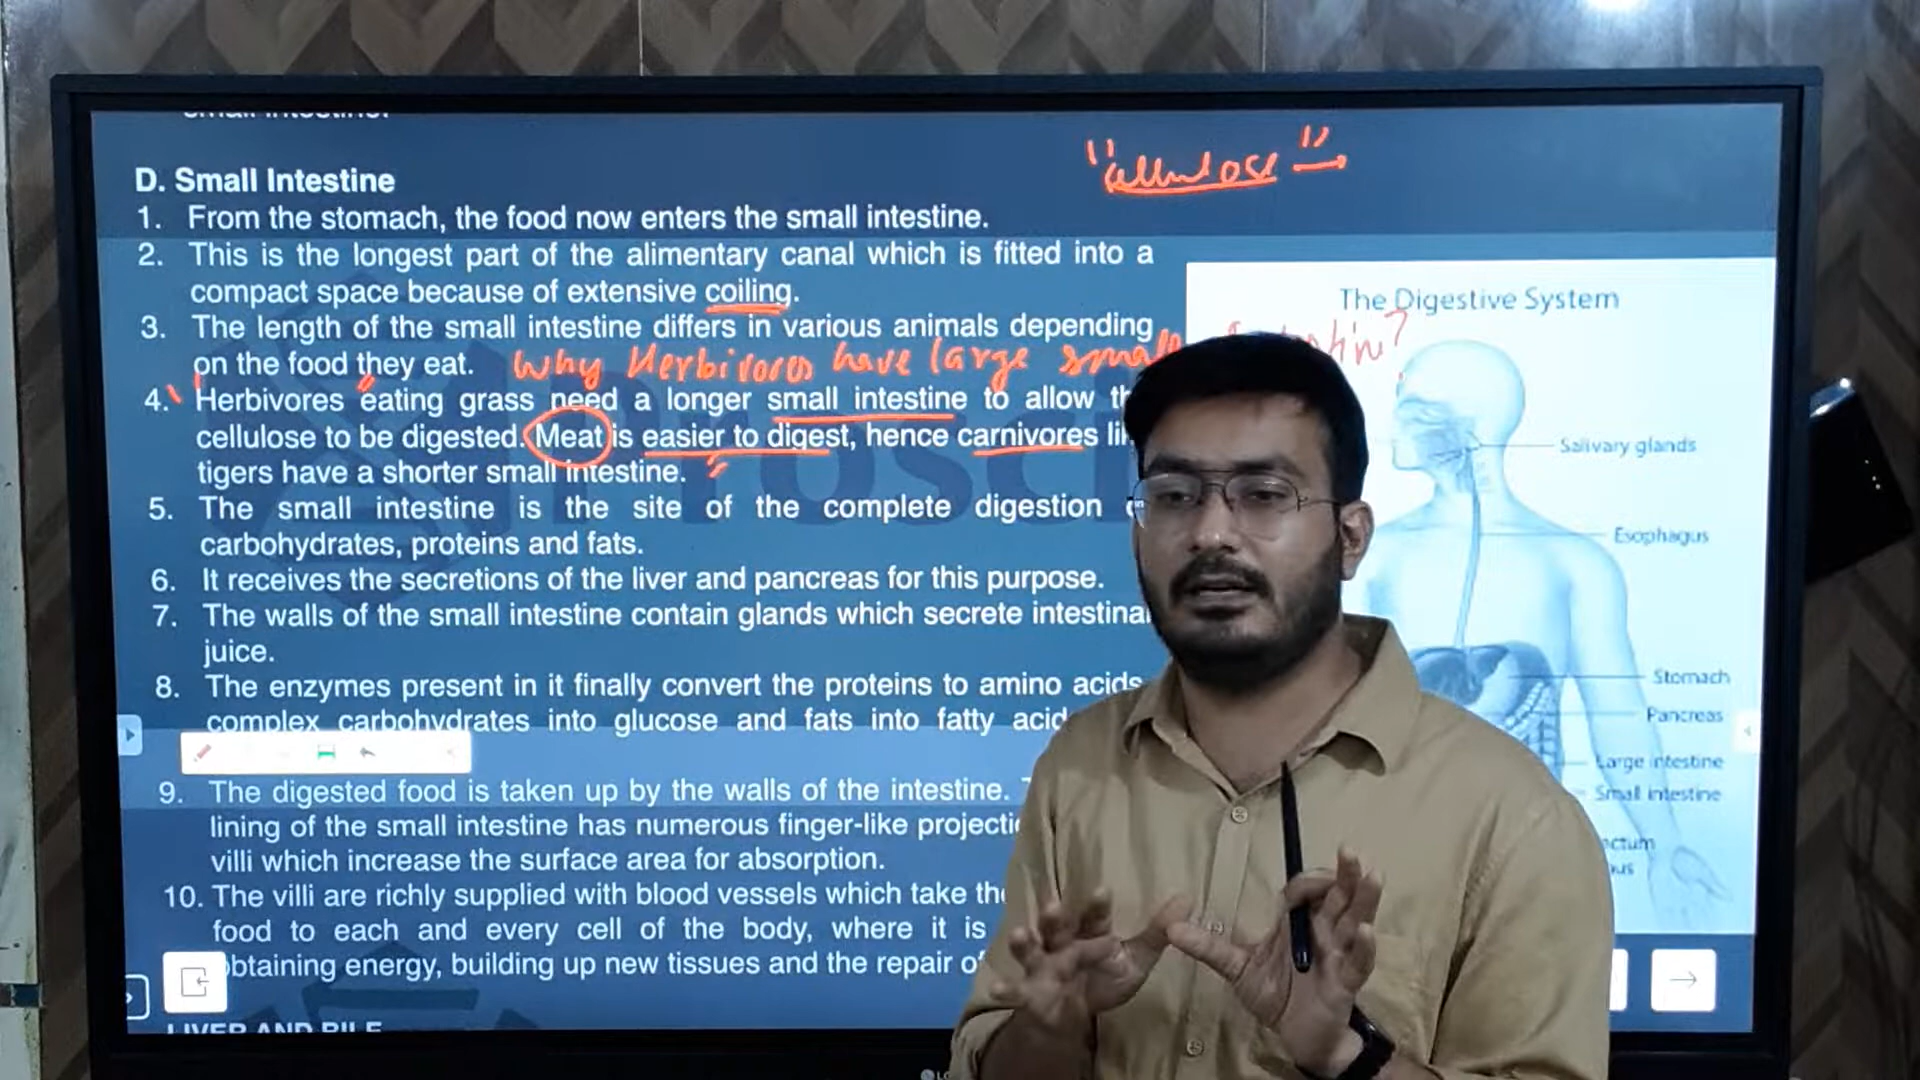 "cellulose" →
D. Small Intestine
1. From the stomach, the food now enters the small intestine.
2. This is the longest part of the alimentary canal which is fitted into a
compact space because of extensive coiling.
3. The length of the small intestine differs in various animals depending
on the food they eat. Why Herbivores have large small
4. Herbivores eating grass need a longer small intestine to allow
cellulose to be digested. Meat is easier to digest, hence carnivores
tigers have a shorter small intestine.
5. The small intestine is the site of the complete digestion
carbohydrates, proteins and fats.
6. It receives the secretions of the liver and pancreas for this purpose.
7. The walls of the small intestine contain glands which secrete intestinal
juice.
8. The enzymes present in it finally convert the proteins to amino acids
complex carbohydrates into glucose and fats into fatty
9. The digested food is taken up by the walls of the intestine.
lining of the small intestine has numerous finger-like
villi which increase the surface area for absorption.
10. The villi are richly supplied with blood vessels which take
food to each and every cell of the body, where it is
obtaining energy, building up new tissues and the repair
LIVER AND BILE
The Digestive System
Salivary glands
Esophagus
Stomach
Pancreas
Large intestine
Small intestine